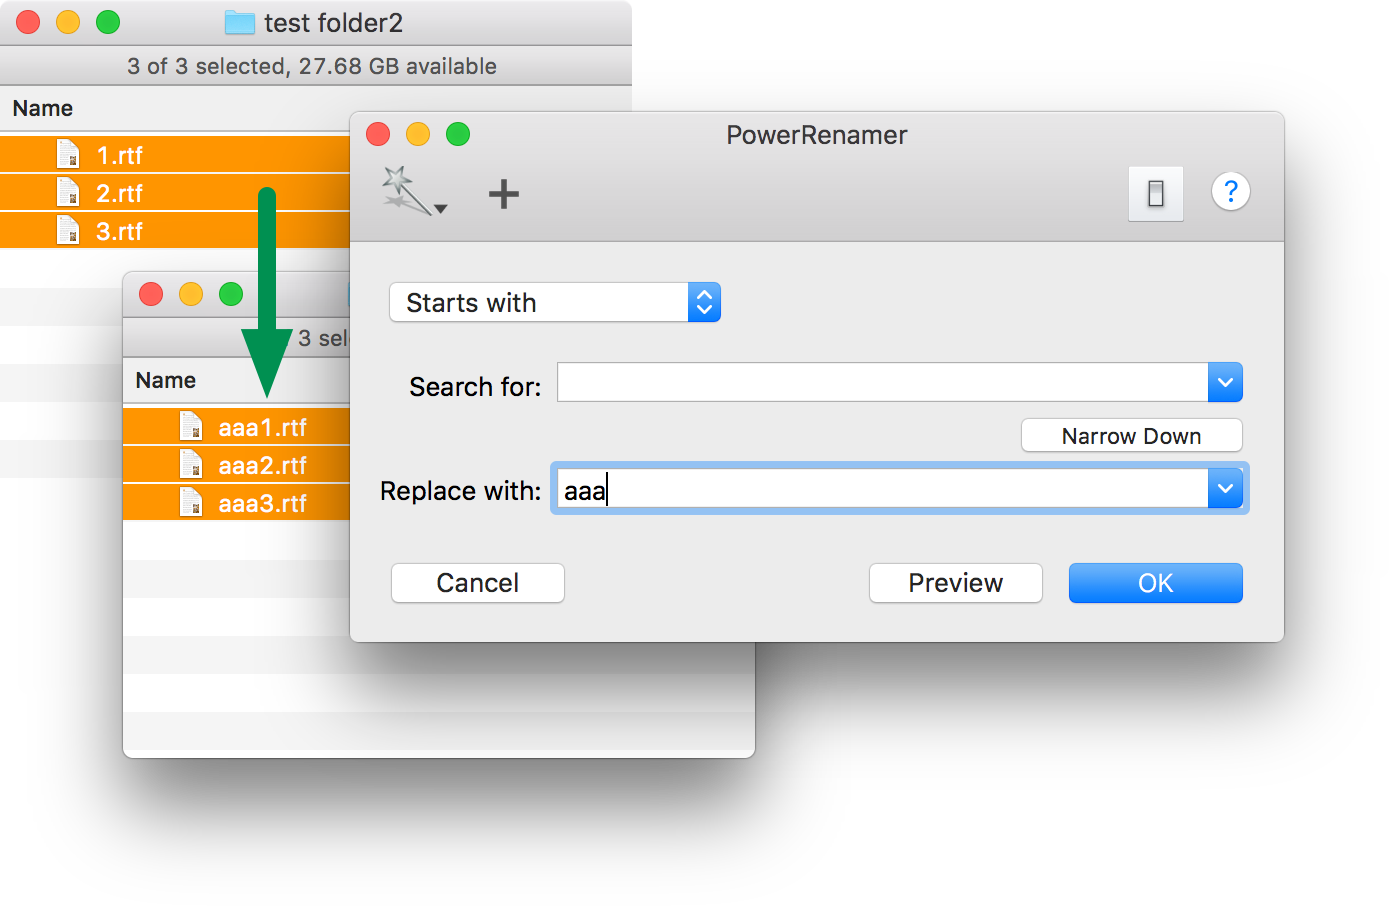 test folder2
3 of 3 selected, 27.68 GB available
Name
1.rtf
2.rtf
3.rtf
3 sel
Name
aaa1.rtf
aaa2.rtf
aaa3.rtf
PowerRenamer
?
Starts with
Search for:
Narrow Down
Replace with: aaa
Cancel Preview OK